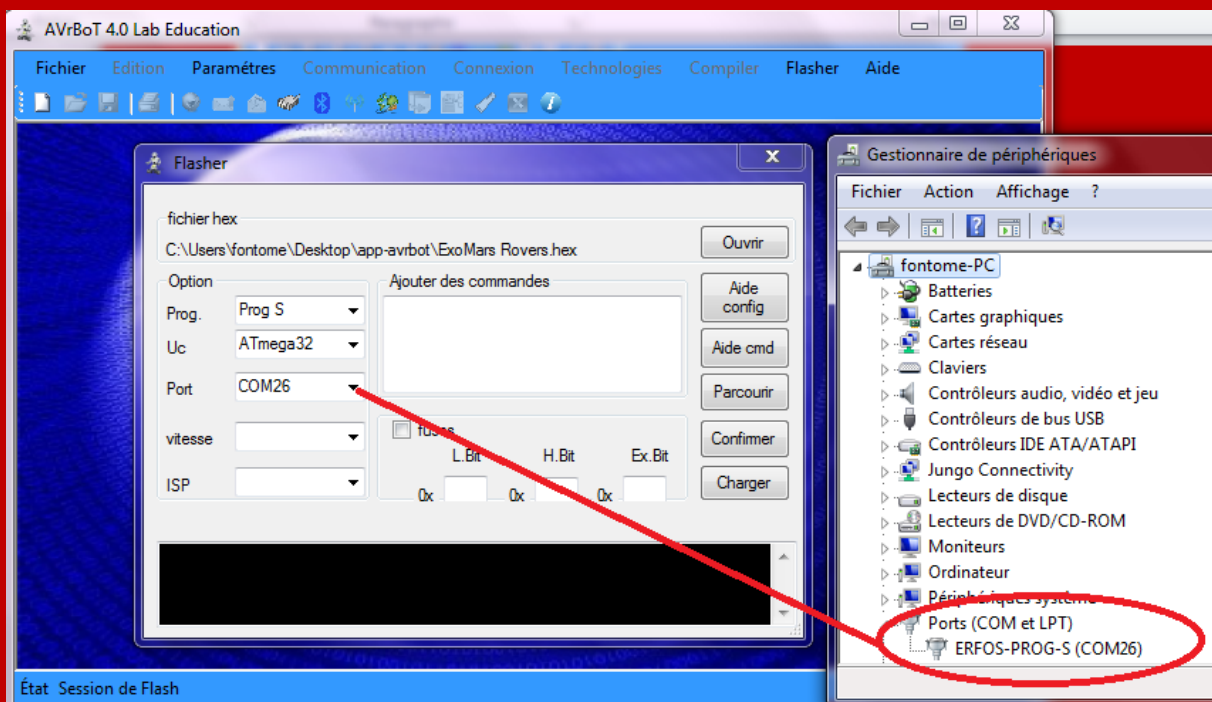 AVrBoT 4.0 Lab Education
Fichier Edition Paramétres Communication Connexion Technologies Compiler Flasher Aide
Flasher
fichier hex
C:\Users\fontome\Desktop\app-avrbot\ExoMars Rovers.hex
Ouvrir
Option
Ajouter des commandes
Aide
config
Prog.
Prog S
Uc
ATmega32
Aide cmd
Port
COM26
Parcourir
vitesse
fuses
Confirmer
L.Bit H.Bit Ex.Bit
ISP
0x 0x 0x
Charger
État Session de Flash
Gestionnaire de périphériques
Fichier Action Affichage ?
fontome-PC
Batteries
Cartes graphiques
Cartes réseau
Claviers
Contrôleurs audio, vidéo et jeu
Contrôleurs de bus USB
Contrôleurs IDE ATA/ATAPI
Jungo Connectivity
Lecteurs de disque
Lecteurs de DVD/CD-ROM
Moniteurs
Ordinateur
Périphériques système
Ports (COM et LPT)
ERFOS-PROG-S (COM26)